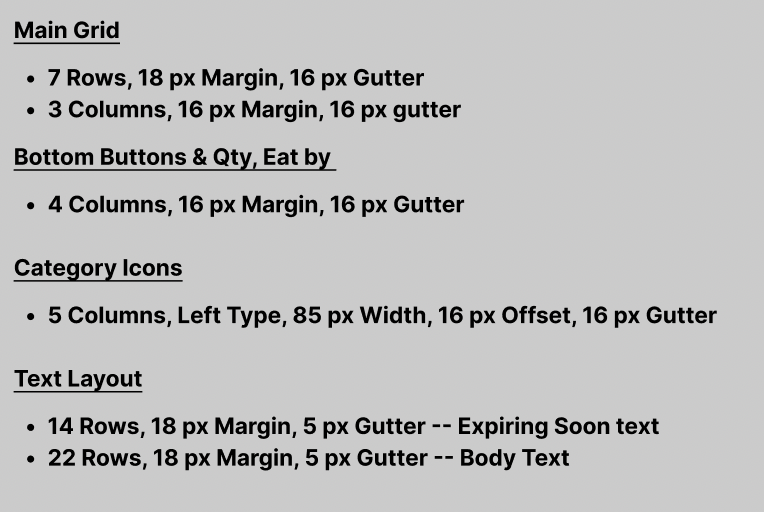 Main Grid
• 7 Rows, 18 px Margin, 16 px Gutter
• 3 Columns, 16 px Margin, 16 px gutter
Bottom Buttons & Qty, Eat by
• 4 Columns, 16 px Margin, 16 px Gutter
Category Icons
• 5 Columns, Left Type, 85 px Width, 16 px Offset, 16 px Gutter
Text Layout
• 14 Rows, 18 px Margin, 5 px Gutter -- Expiring Soon text
• 22 Rows, 18 px Margin, 5 px Gutter -- Body Text